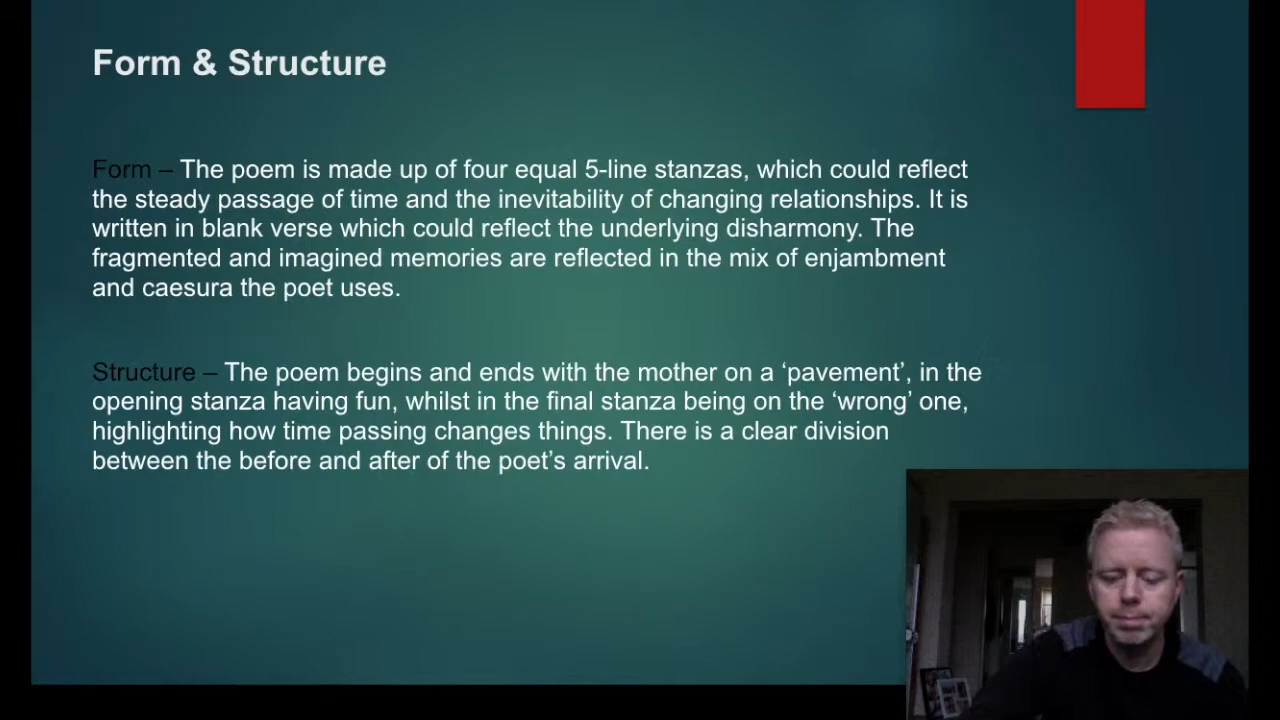 Form & Structure
Form – The poem is made up of four equal 5-line stanzas, which could reflect
the steady passage of time and the inevitability of changing relationships. It is
written in blank verse which could reflect the underlying disharmony. The
fragmented and imagined memories are reflected in the mix of enjambment
and caesura the poet uses.
Structure – The poem begins and ends with the mother on a ‘pavement’, in the
opening stanza having fun, whilst in the final stanza being on the ‘wrong’ one,
highlighting how time passing changes things. There is a clear division
between the before and after of the poet’s arrival.